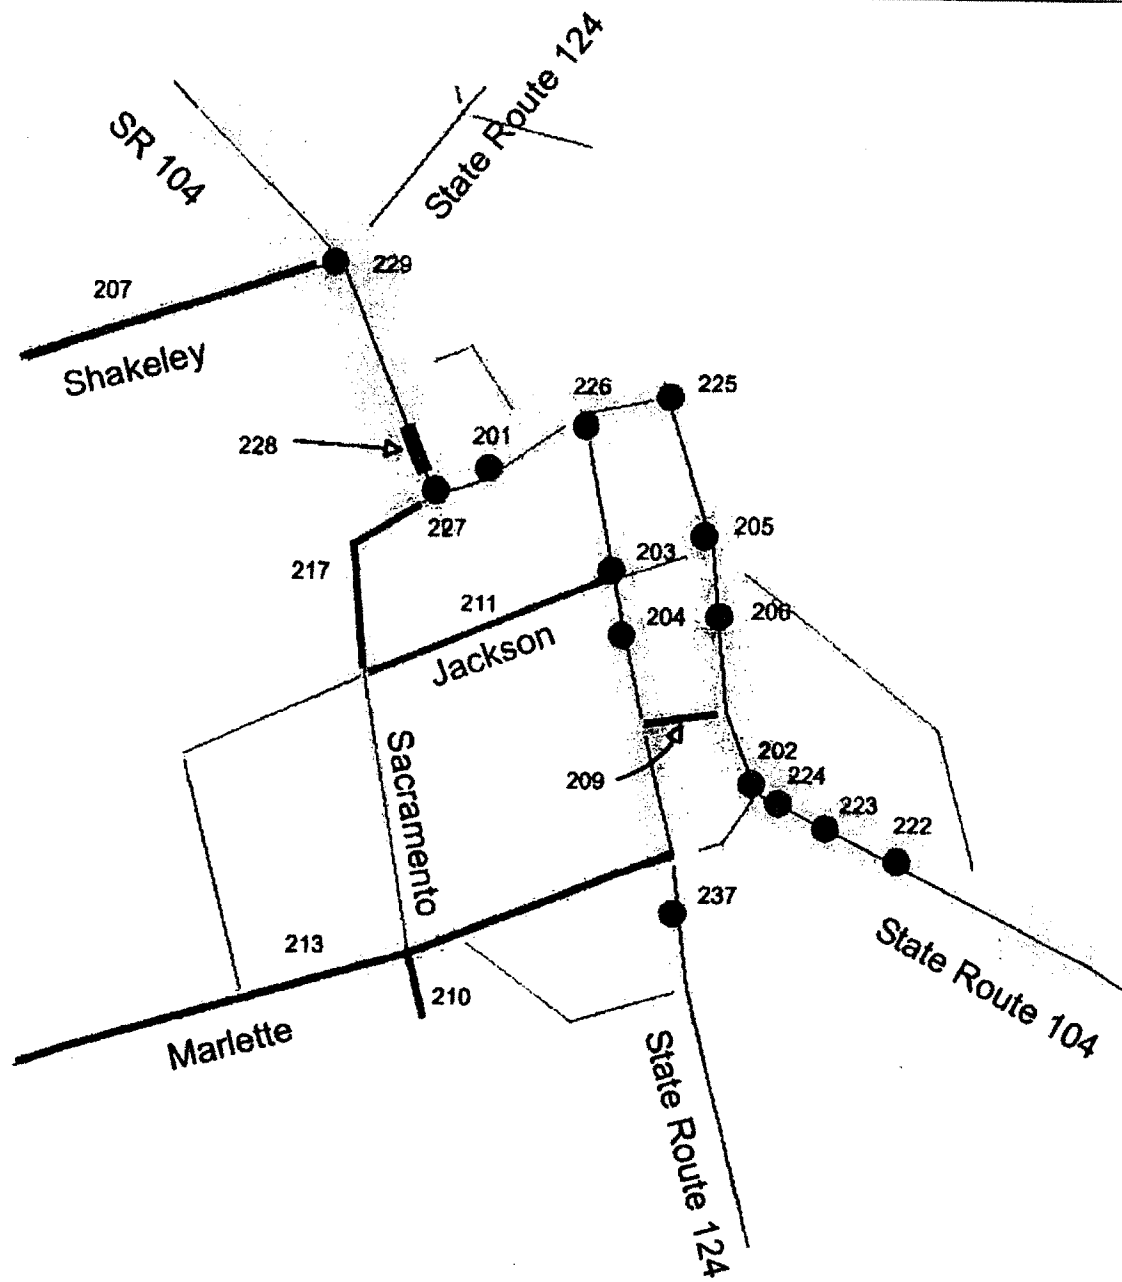 State Route 124
SR 104
229
207
Shakeley
226
225
228
201
227
205
203
217
211
204
206
Jackson
Sacramento
202
209
224
223
222
237
213
State Route 104
210
Marlette
State Route 124